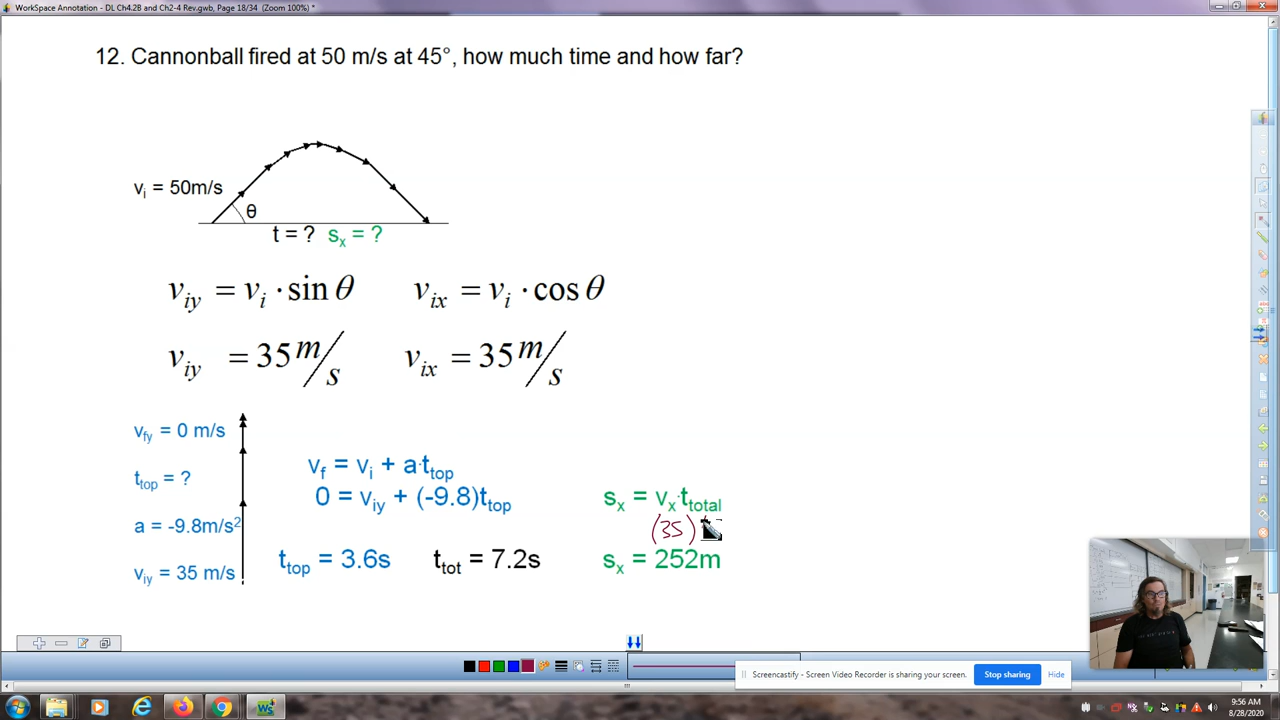 WorkSpace Annotation - DL Ch4.2B and Ch2-4 Rev.gwb, Page 18/34 (Zoom 100%) *
12. Cannonball fired at 50 m/s at 45°, how much time and how far?
vi = 50m/s
θ
t = ? sx = ?
viy = vi · sin θ
vix = vi · cos θ
viy = 35 m/s
vix = 35 m/s
vfy = 0 m/s
ttop = ?
a = -9.8m/s²
viy = 35 m/s
vf = vi + a·ttop
0 = viy + (-9.8)ttop
ttop = 3.6s
ttot = 7.2s
sx = vx·ttotal
(35)
sx = 252m
Screencastify - Screen Video Recorder is sharing your screen.
Stop sharing
Hide
9:56 AM
8/28/2020